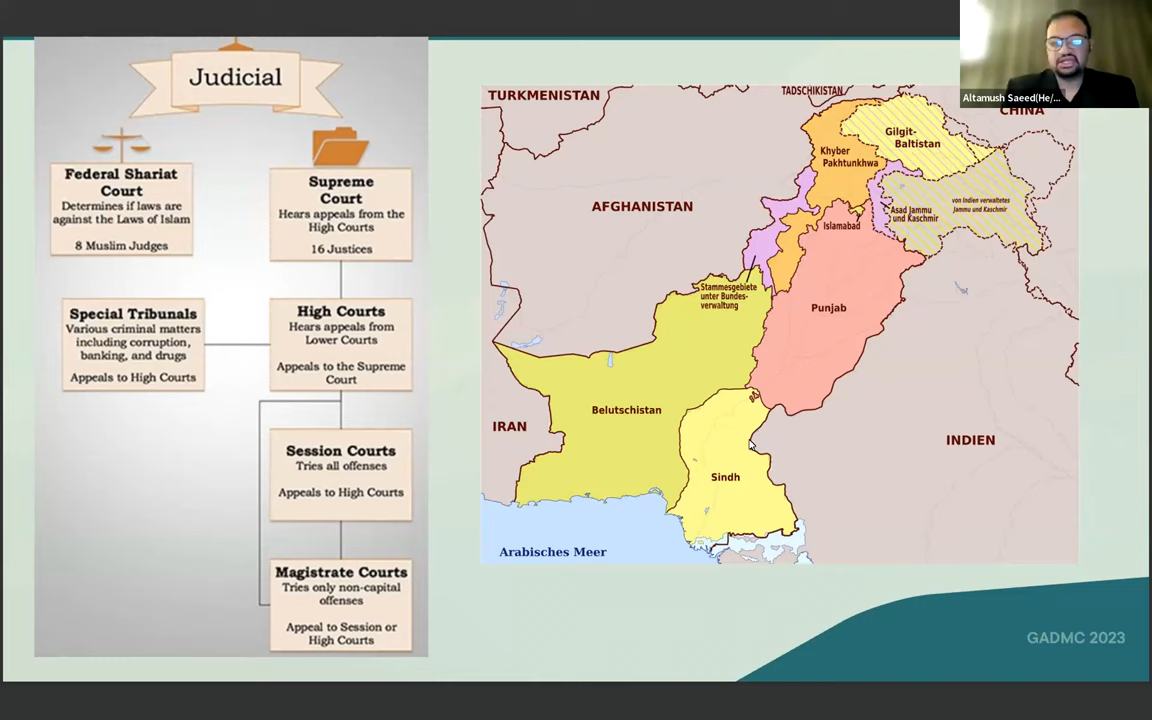 Judicial
Federal Shariat
Court
Determines if laws are
against the Laws of Islam
8 Muslim Judges
Supreme
Court
Hears appeals from the
High Courts
16 Justices
Special Tribunals
Various criminal matters
including corruption,
banking, and drugs
Appeals to High Courts
High Courts
Hears appeals from
Lower Courts
Appeals to the Supreme
Court
Session Courts
Tries all offenses
Appeals to High Courts
Magistrate Courts
Tries only non-capital
offenses
Appeal to Session or
High Courts
TURKMENISTAN
TADSCHIKISTAN
CHINA
Gilgit-
Baltistan
Khyber
Pakhtunkhwa
AFGHANISTAN
von Indien verwaltetes
Jammu und Kaschmir
Asad Jammu
und Kaschmir
Islamabad
Stammesgebiete
unter Bundes-
verwaltung
Punjab
Belutschistan
IRAN
INDIEN
Sindh
Arabisches Meer
Altamush Saeed(He/...
GADMC 2023